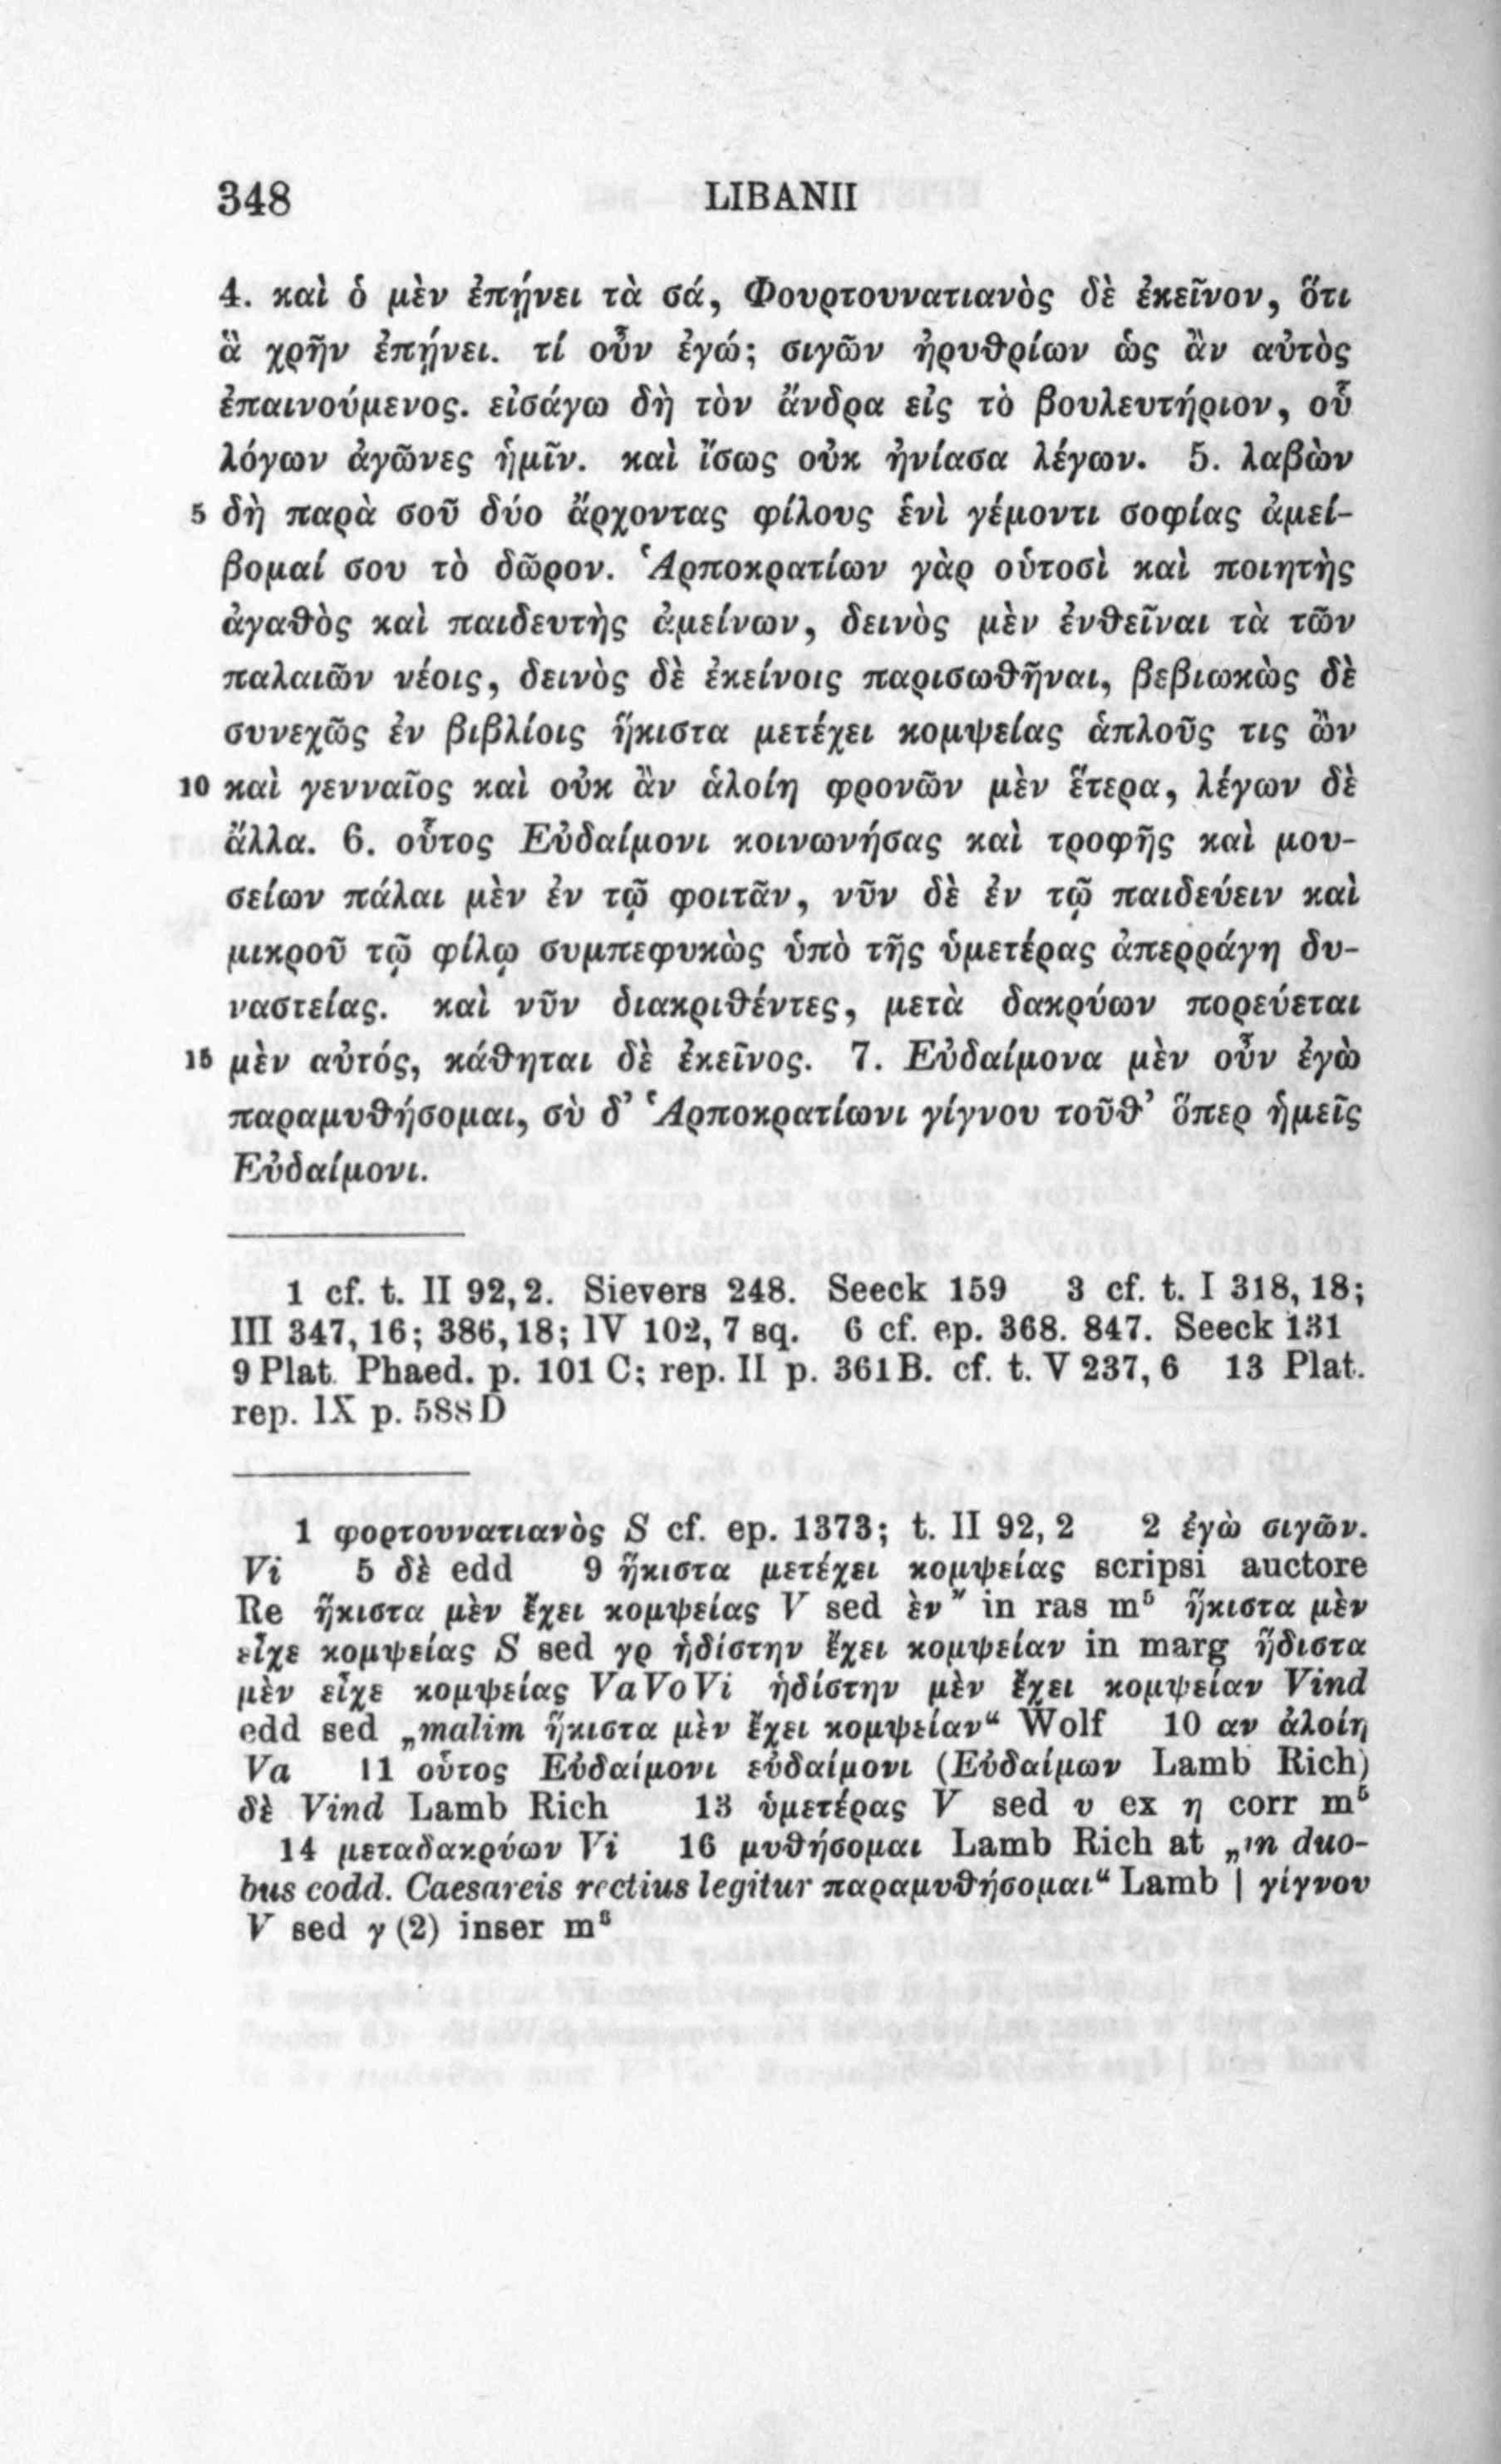 348 LIBANII
4. καὶ ὁ μὲν ἐπῄνει τὰ σά, Φουρτουνατιανὸς δὲ ἐκεῖνον, ὅτι
ἃ χρῆν ἐπῄνει. τί οὖν ἐγώ; σιγῶν ἠρυθρίων ὡς ἂν αὐτὸς
ἐπαινούμενος. εἰσάγω δὴ τὸν ἄνδρα εἰς τὸ βουλευτήριον, οὗ
λόγων ἀγῶνες ἡμῖν. καὶ ἴσως οὐκ ἠνίασα λέγων. 5. λαβὼν
5 δὴ παρὰ σοῦ δύο ἄρχοντας φίλους ἑνὶ γέμοντι σοφίας ἀμεί-
βομαί σου τὸ δῶρον. Ἁρποκρατίων γὰρ οὑτοσὶ καὶ ποιητὴς
ἀγαθὸς καὶ παιδευτὴς ἀμείνων, δεινὸς μὲν ἐνθεῖναι τὰ τῶν
παλαιῶν νέοις, δεινὸς δὲ ἐκείνοις παρισωθῆναι, βεβιωκὼς δὲ
συνεχῶς ἐν βιβλίοις ἥκιστα μετέχει κομψείας ἁπλοῦς τις ὢν
10 καὶ γενναῖος καὶ οὐκ ἂν ἁλοίη φρονῶν μὲν ἕτερα, λέγων δὲ
ἄλλα. 6. οὗτος Εὐδαίμονι κοινωνήσας καὶ τροφῆς καὶ μου-
σείων πάλαι μὲν ἐν τῷ φοιτᾶν, νῦν δὲ ἐν τῷ παιδεύειν καὶ
μικροῦ τῷ φίλῳ συμπεφυκὼς ὑπὸ τῆς ὑμετέρας ἀπερράγη δυ-
ναστείας. καὶ νῦν διακριθέντες, μετὰ δακρύων πορεύεται
15 μὲν αὐτός, κάθηται δὲ ἐκεῖνος. 7. Εὐδαίμονα μὲν οὖν ἐγὼ
παραμυθήσομαι, σὺ δ’ Ἁρποκρατίωνι γίγνου τοῦθ’ ὅπερ ἡμεῖς
Εὐδαίμονι.
1 cf. t. II 92, 2. Sievers 248. Seeck 159 3 cf. t. I 318, 18;
III 347, 16; 386, 18; IV 102, 7 sq. 6 cf. ep. 368. 847. Seeck 131
9 Plat. Phaed. p. 101 C; rep. II p. 361 B. cf. t. V 237, 6 13 Plat.
rep. IX p. 588 D
1 φορτουνατιανὸς S cf. ep. 1373; t. II 92, 2 2 ἐγὼ σιγῶν.
Vi 5 δὲ edd 9 ἥκιστα μετέχει κομψείας scripsi auctore
Re ἥκιστα μὲν ἔχει κομψείας V sed ὲν ̎ in ras m⁵ ἥκιστα μὲν
εἶχε κομψείας S sed γρ ἡδίστην ἔχει κομψείαν in marg ἥδιστα
μὲν εἶχε κομψείας Va Vo Vi ἡδίστην μὲν ἔχει κομψείαν Vind
edd sed „malim ἥκιστα μὲν ἔχει κομψείαν“ Wolf 10 αν ἁλοίη
Va 11 οὗτος Εὐδαίμονι εὐδαίμονι (Εὐδαίμων Lamb Rich)
δὲ Vind Lamb Rich 13 ὑμετέρας V sed υ ex η corr m⁵
14 μεταδακρύων Vi 16 μυθήσομαι Lamb Rich at „in duo-
bus codd. Caesareis rectius legitur παραμυθήσομαι“ Lamb | γίγνου
V sed γ (2) inser m⁵